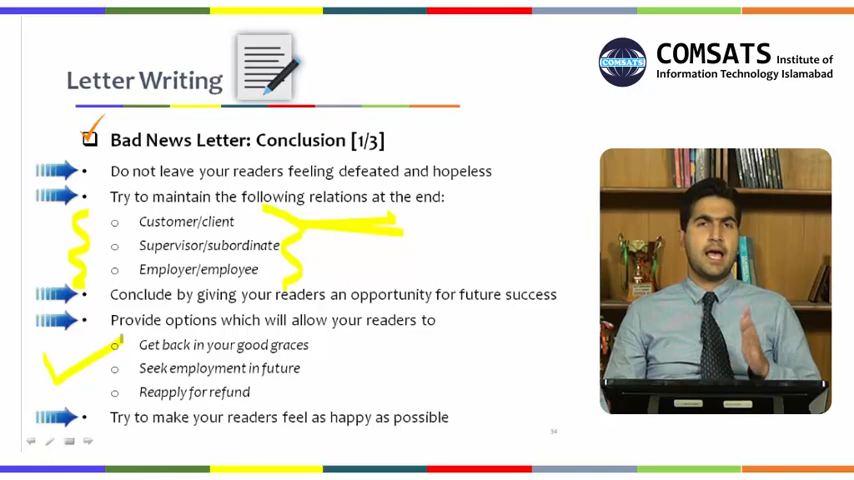 COMSATS Institute of
Information Technology Islamabad
COMSATS
Letter Writing
Bad News Letter: Conclusion [1/3]
• Do not leave your readers feeling defeated and hopeless
• Try to maintain the following relations at the end:
o Customer/client
o Supervisor/subordinate
o Employer/employee
• Conclude by giving your readers an opportunity for future success
• Provide options which will allow your readers to
o Get back in your good graces
o Seek employment in future
o Reapply for refund
• Try to make your readers feel as happy as possible
34